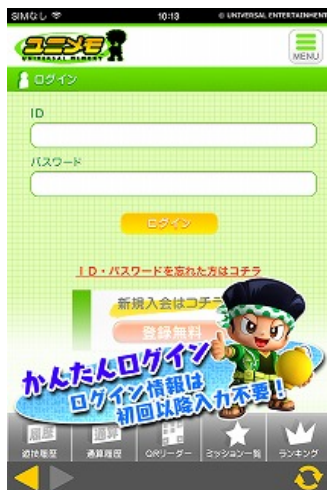 SIMなし 10:13 © UNIVERSAL ENTERTAINMENT
ユニメモ
UNIVERSAL MEMORY
MENU
ログイン
ID
パスワード
ログイン
ID・パスワードを忘れた方はコチラ
新規入会はコチラ
登録無料
かんたんログイン
ログイン情報は
初回以降入力不要!
履歴 通算
遊技履歴 通算履歴 QRリーダー ミッション一覧 ランキング